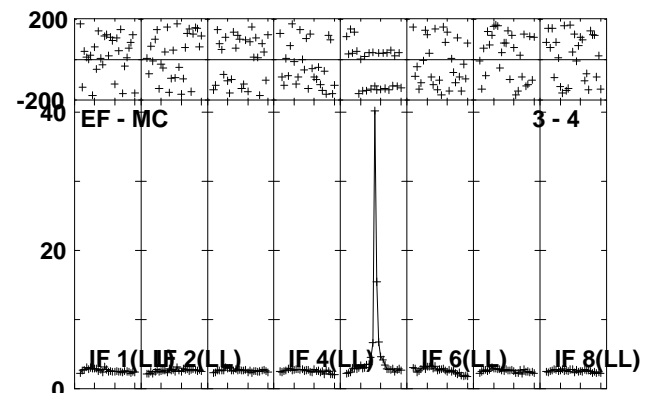 200
-200
40
EF - MC 3 - 4
20
IF 1(LL) IF 2(LL) IF 4(LL) IF 6(LL) IF 8(LL)
0